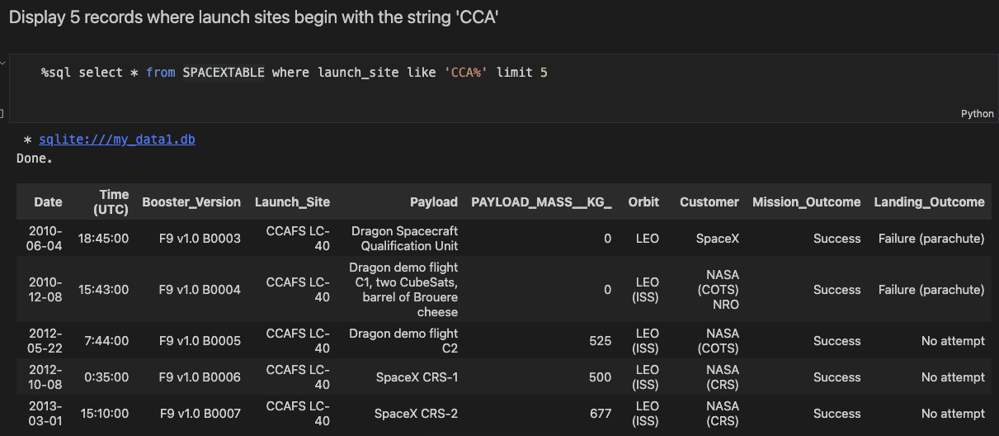 Display 5 records where launch sites begin with the string 'CCA'
%sql select * from SPACEXTABLE where launch_site like 'CCA%' limit 5
Python
* sqlite:///my_data1.db
Done.
Date Time (UTC) Booster_Version Launch_Site Payload PAYLOAD_MASS__KG_ Orbit Customer Mission_Outcome Landing_Outcome
2010-06-04 18:45:00 F9 v1.0 B0003 CCAFS LC-40 Dragon Spacecraft Qualification Unit 0 LEO SpaceX Success Failure (parachute)
2010-12-08 15:43:00 F9 v1.0 B0004 CCAFS LC-40 Dragon demo flight C1, two CubeSats, barrel of Brouere cheese 0 LEO (ISS) NASA (COTS) NRO Success Failure (parachute)
2012-05-22 7:44:00 F9 v1.0 B0005 CCAFS LC-40 Dragon demo flight C2 525 LEO (ISS) NASA (COTS) Success No attempt
2012-10-08 0:35:00 F9 v1.0 B0006 CCAFS LC-40 SpaceX CRS-1 500 LEO (ISS) NASA (CRS) Success No attempt
2013-03-01 15:10:00 F9 v1.0 B0007 CCAFS LC-40 SpaceX CRS-2 677 LEO (ISS) NASA (CRS) Success No attempt